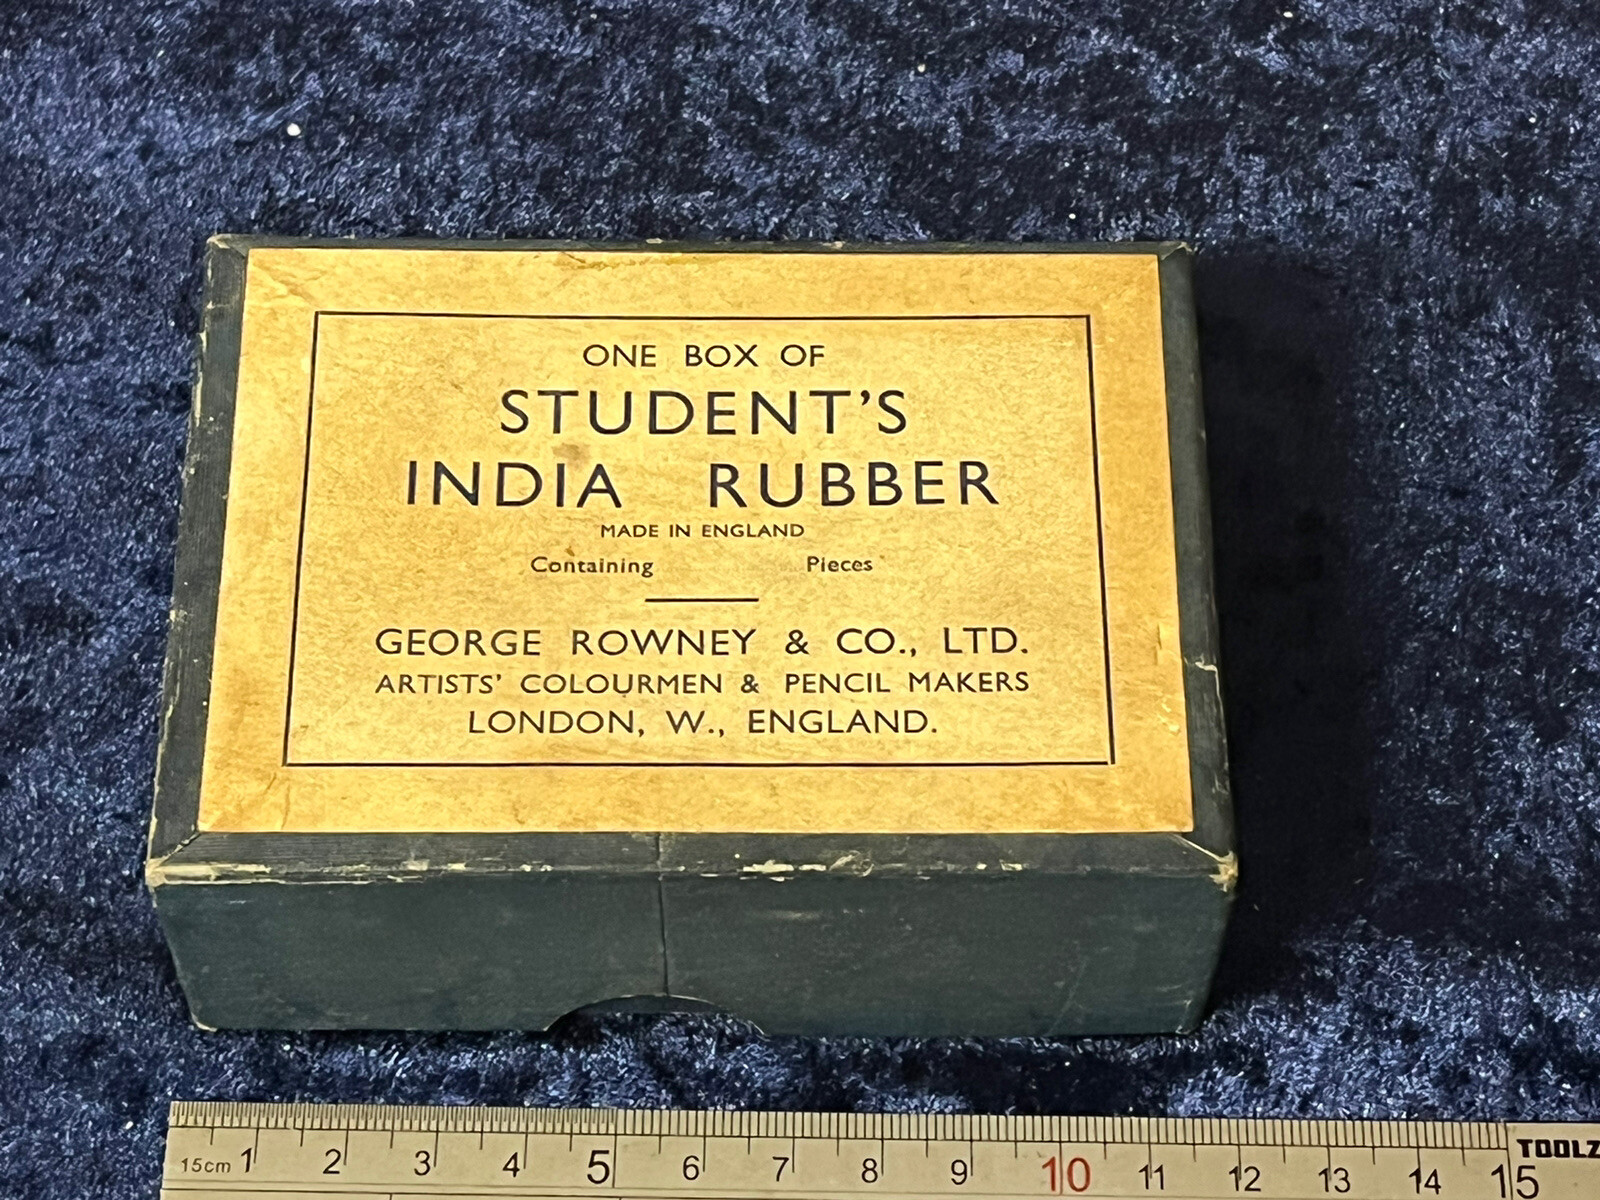 ONE BOX OF
STUDENT'S
INDIA RUBBER
MADE IN ENGLAND
Containing Pieces
GEORGE ROWNEY & CO., LTD.
ARTISTS' COLOURMEN & PENCIL MAKERS
LONDON, W., ENGLAND.
15cm 1 2 3 4 5 6 7 8 9 10 11 12 13 14 15